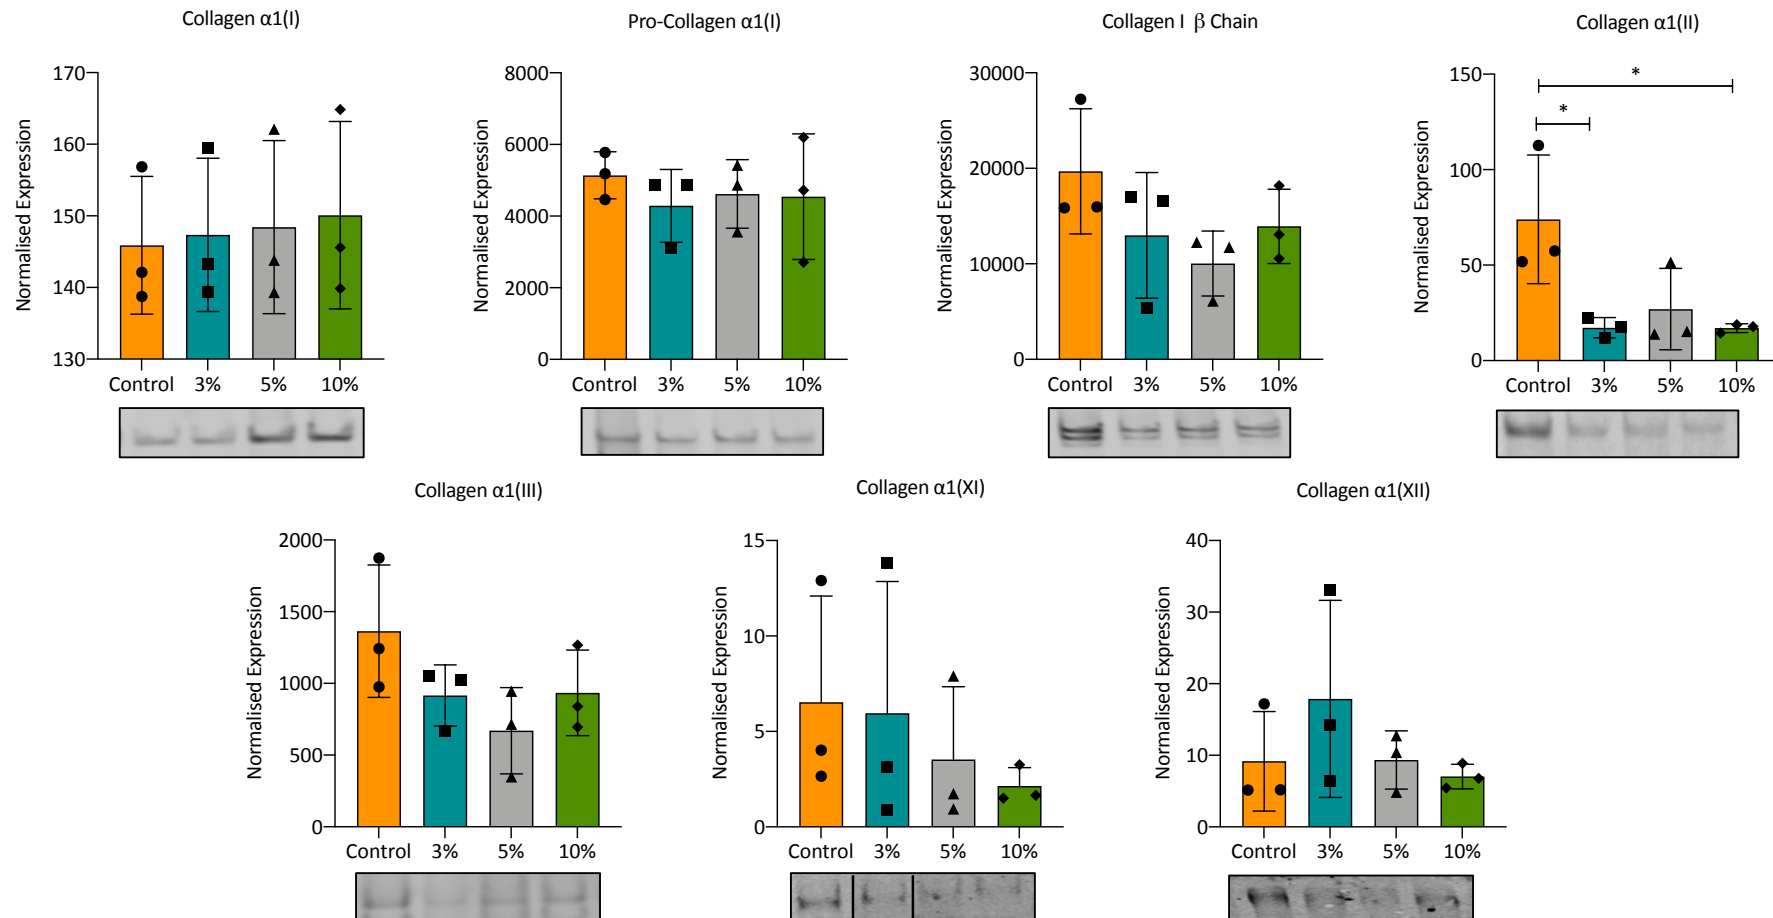 Collagen α1(I)
Normalised Expression
170
160
150
140
130
Control 3% 5% 10%
Pro-Collagen α1(I)
Normalised Expression
8000
6000
4000
2000
0
Control 3% 5% 10%
Collagen I β Chain
Normalised Expression
30000
20000
10000
0
Control 3% 5% 10%
Collagen α1(II)
Normalised Expression
150
100
50
0
*
*
Control 3% 5% 10%
Collagen α1(III)
Normalised Expression
2000
1500
1000
500
0
Control 3% 5% 10%
Collagen α1(XI)
Normalised Expression
15
10
5
0
Control 3% 5% 10%
Collagen α1(XII)
Normalised Expression
40
30
20
10
0
Control 3% 5% 10%